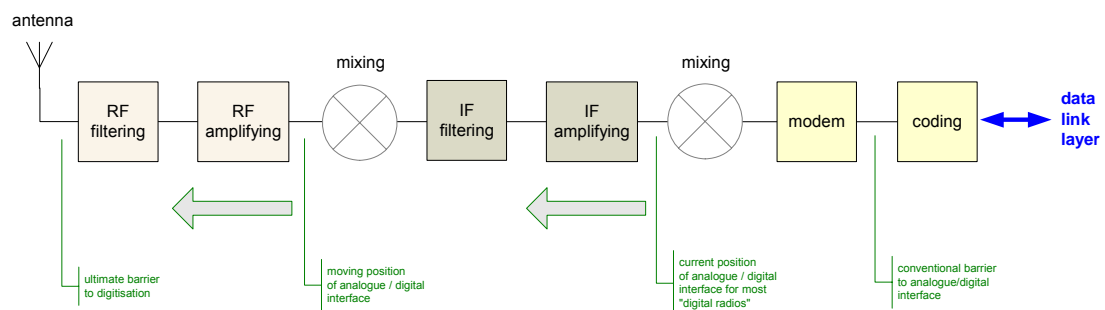 antenna
mixing
mixing
RF
filtering
RF
amplifying
IF
filtering
IF
amplifying
modem
coding
data
link
layer
ultimate barrier
to digitisation
moving position
of analogue / digital
interface
current position
of analogue / digital
interface for most
"digital radios"
conventional barrier
to analogue/digital
interface